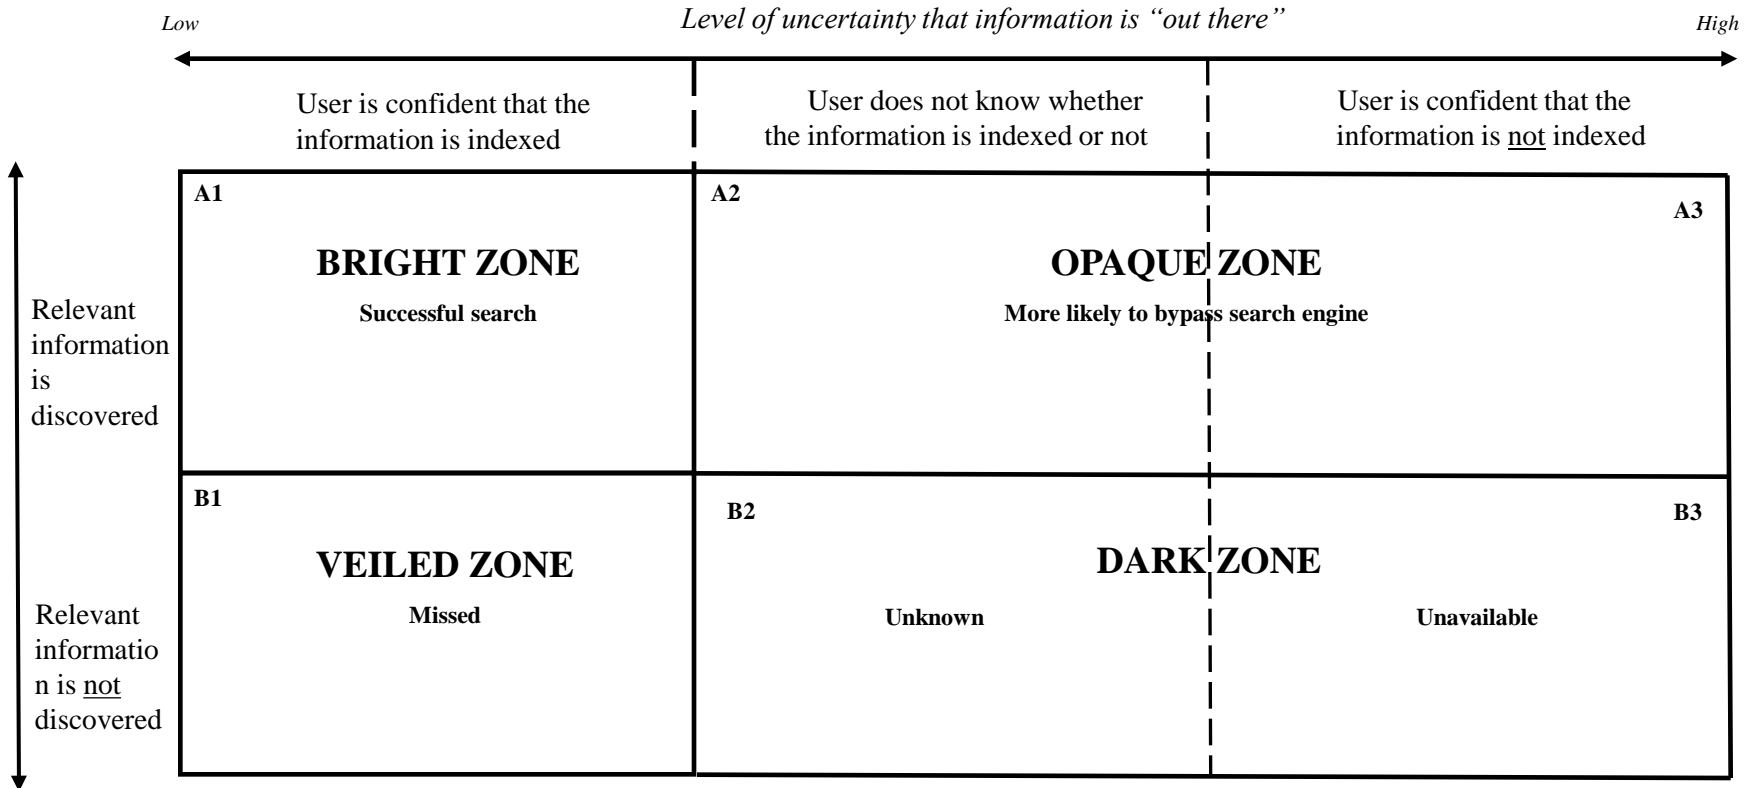 Low
Level of uncertainty that information is “out there”
High
User is confident that the
information is indexed
User does not know whether
the information is indexed or not
User is confident that the
information is not indexed
A1
A2
A3
BRIGHT ZONE
Successful search
OPAQUE ZONE
More likely to bypass search engine
Relevant
information
is
discovered
B1
B2
B3
VEILED ZONE
Missed
DARK ZONE
Unknown
Unavailable
Relevant
informatio
n is not
discovered